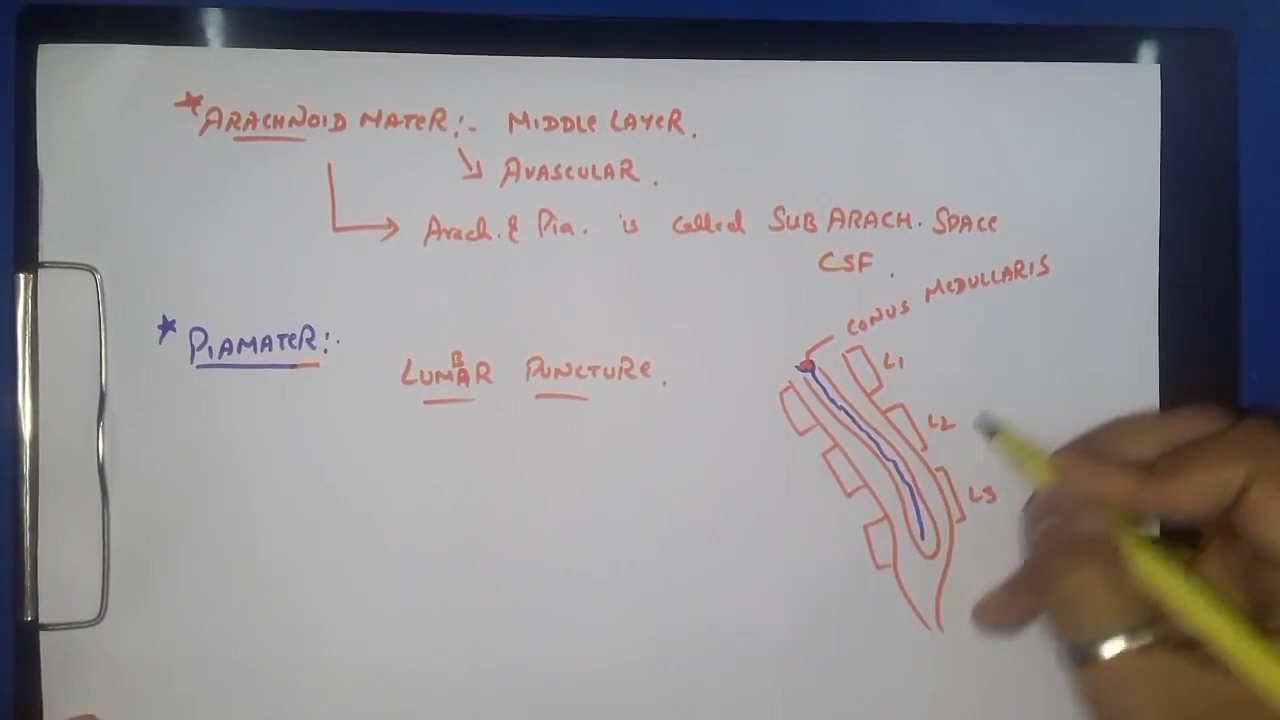 * ARACHNOID MATER:- MIDDLE LAYER.
↘ AVASCULAR.
→ Arach. & Pia. is called SUB ARACH. SPACE
CSF.
CONUS MEDULLARIS
* PIAMATER:-
LUMBAR PUNCTURE.
L1
L2
L3